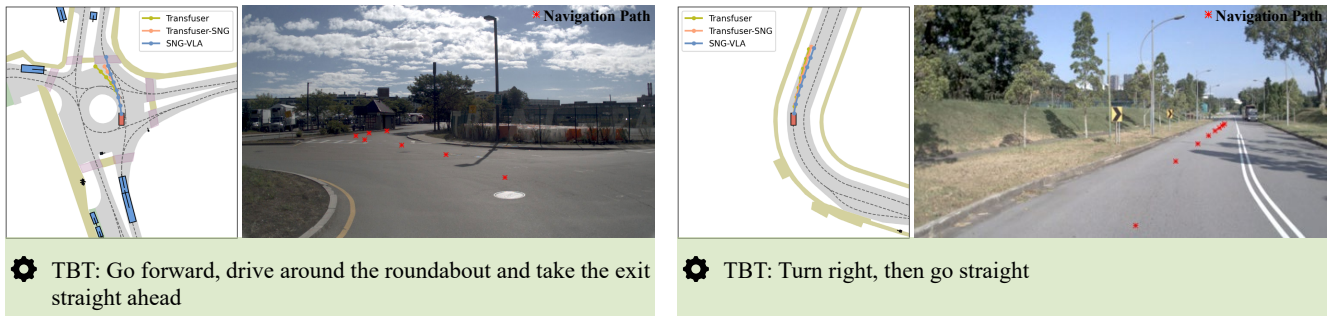 Transfuser
Transfuser-SNG
SNG-VLA
Navigation Path
TBT: Go forward, drive around the roundabout and take the exit
straight ahead
Transfuser
Transfuser-SNG
SNG-VLA
Navigation Path
TBT: Turn right, then go straight